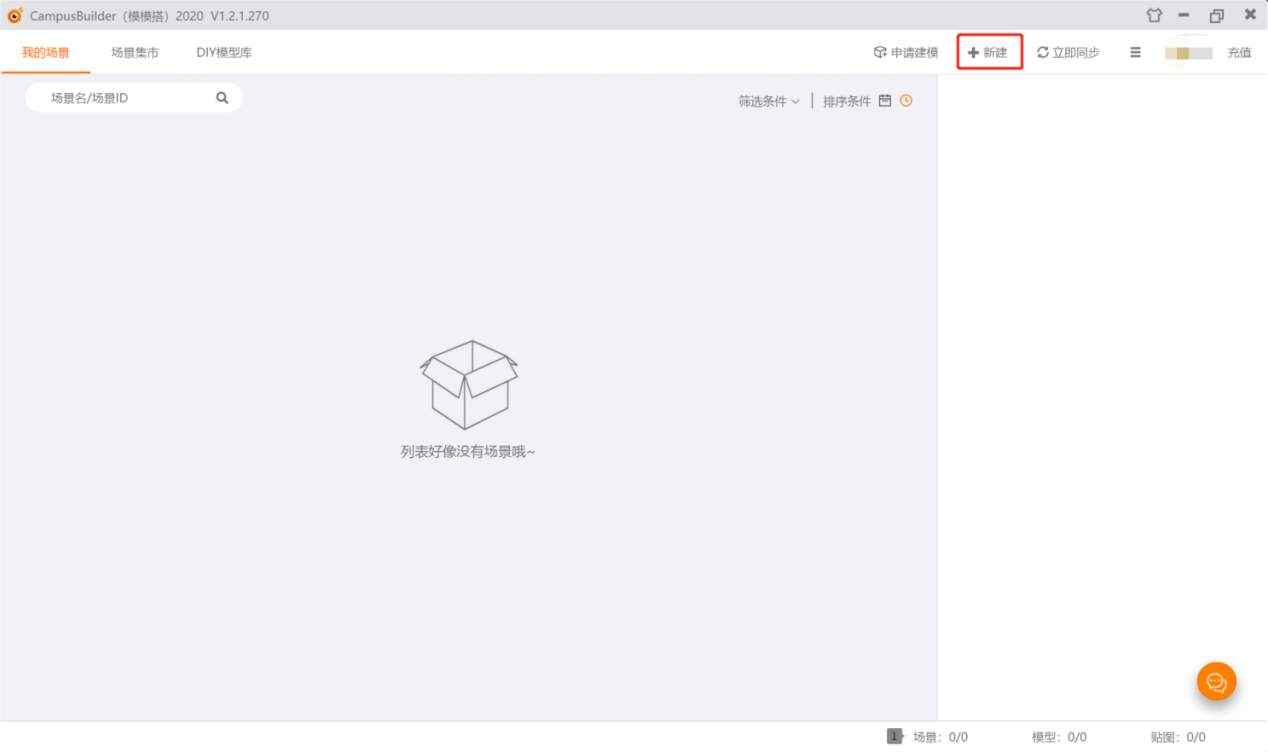 CampusBuilder（模模搭）2020 V1.2.1.270
我的场景 场景集市 DIY模型库 申请建模 新建 立即同步 充值
场景名/场景ID 筛选条件 排序条件
列表好像没有场景哦~
1 场景：0/0 模型：0/0 贴图：0/0